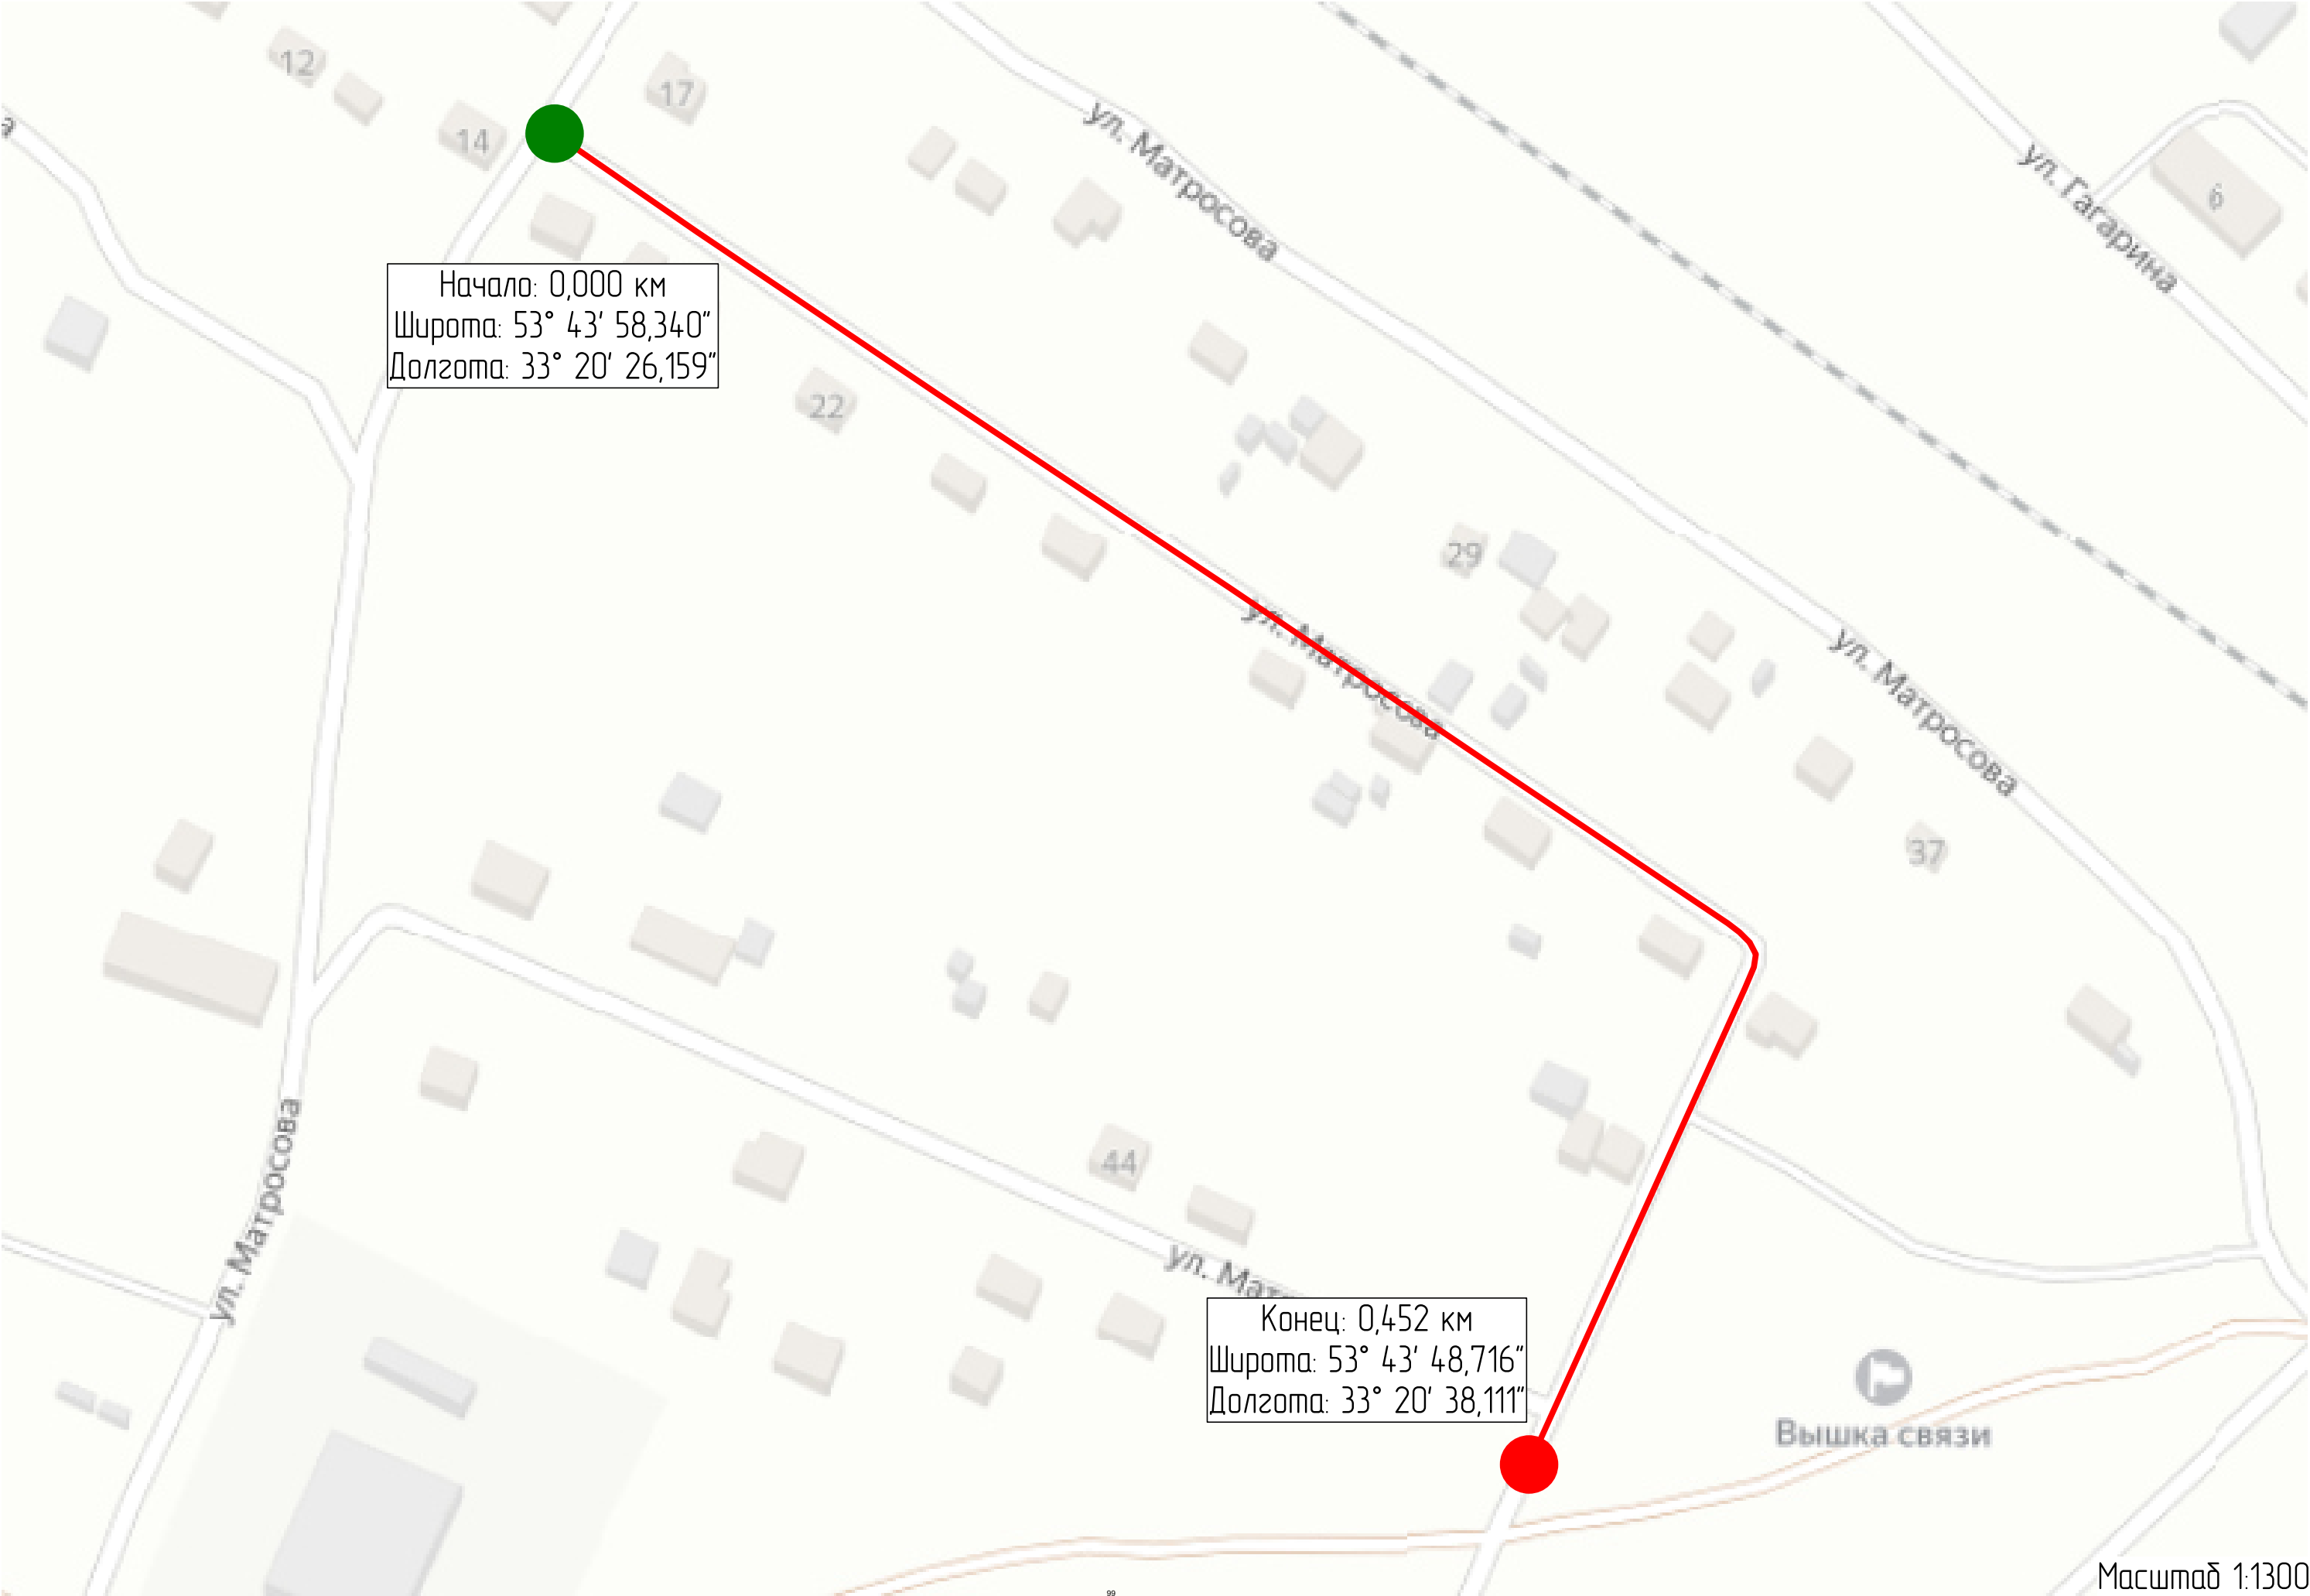 12
17
14
а
ул. Матросова
ул. Гагарина
6
Начало: 0,000 км
Широта: 53° 43' 58,340"
Долгота: 33° 20' 26,159"
22
29
ул. Матросова
ул. Матросова
37
44
ул. Матросова
ул. Мат
Конец: 0,452 км
Широта: 53° 43' 48,716"
Долгота: 33° 20' 38,111"
Вышка связи
Масштаб 1:1300
99